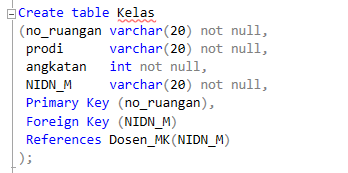 Create table Kelas
(no_ruangan varchar(20) not null,
prodi varchar(20) not null,
angkatan int not null,
NIDN_M varchar(20) not null,
Primary Key (no_ruangan),
Foreign Key (NIDN_M)
References Dosen_MK(NIDN_M)
);